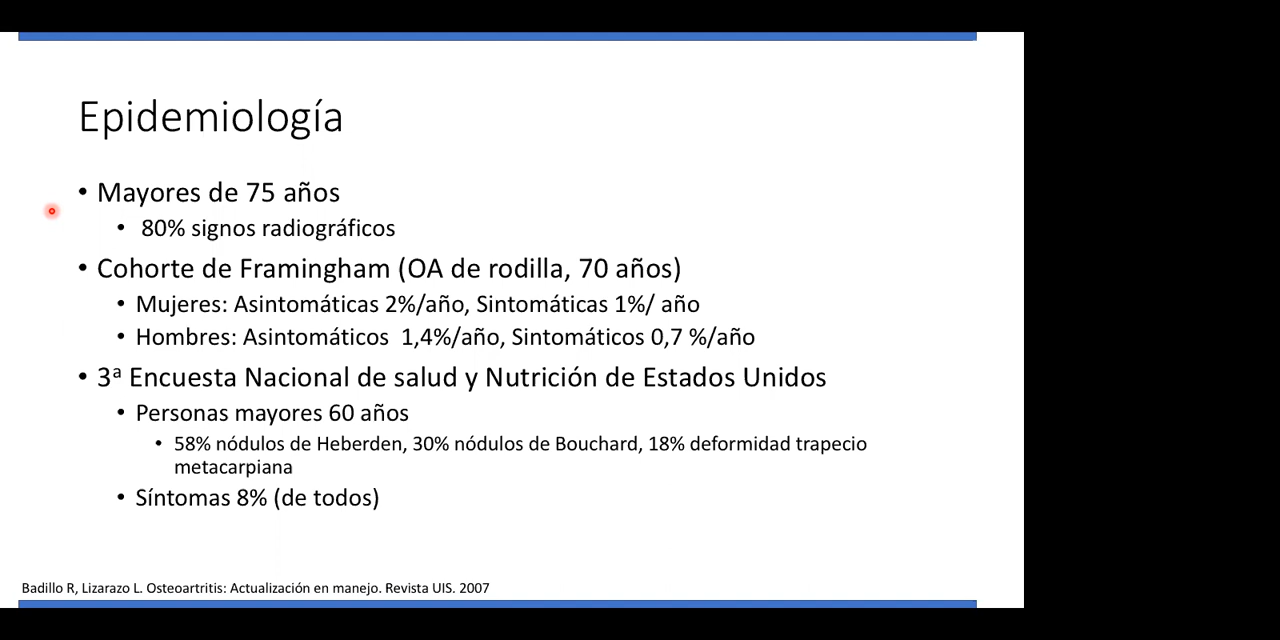 Epidemiología
• Mayores de 75 años
• 80% signos radiográficos
• Cohorte de Framingham (OA de rodilla, 70 años)
• Mujeres: Asintomáticas 2%/año, Sintomáticas 1%/ año
• Hombres: Asintomáticos 1,4%/año, Sintomáticos 0,7 %/año
• 3ª Encuesta Nacional de salud y Nutrición de Estados Unidos
• Personas mayores 60 años
• 58% nódulos de Heberden, 30% nódulos de Bouchard, 18% deformidad trapecio
metacarpiana
• Síntomas 8% (de todos)
Badillo R, Lizarazo L. Osteoartritis: Actualización en manejo. Revista UIS. 2007